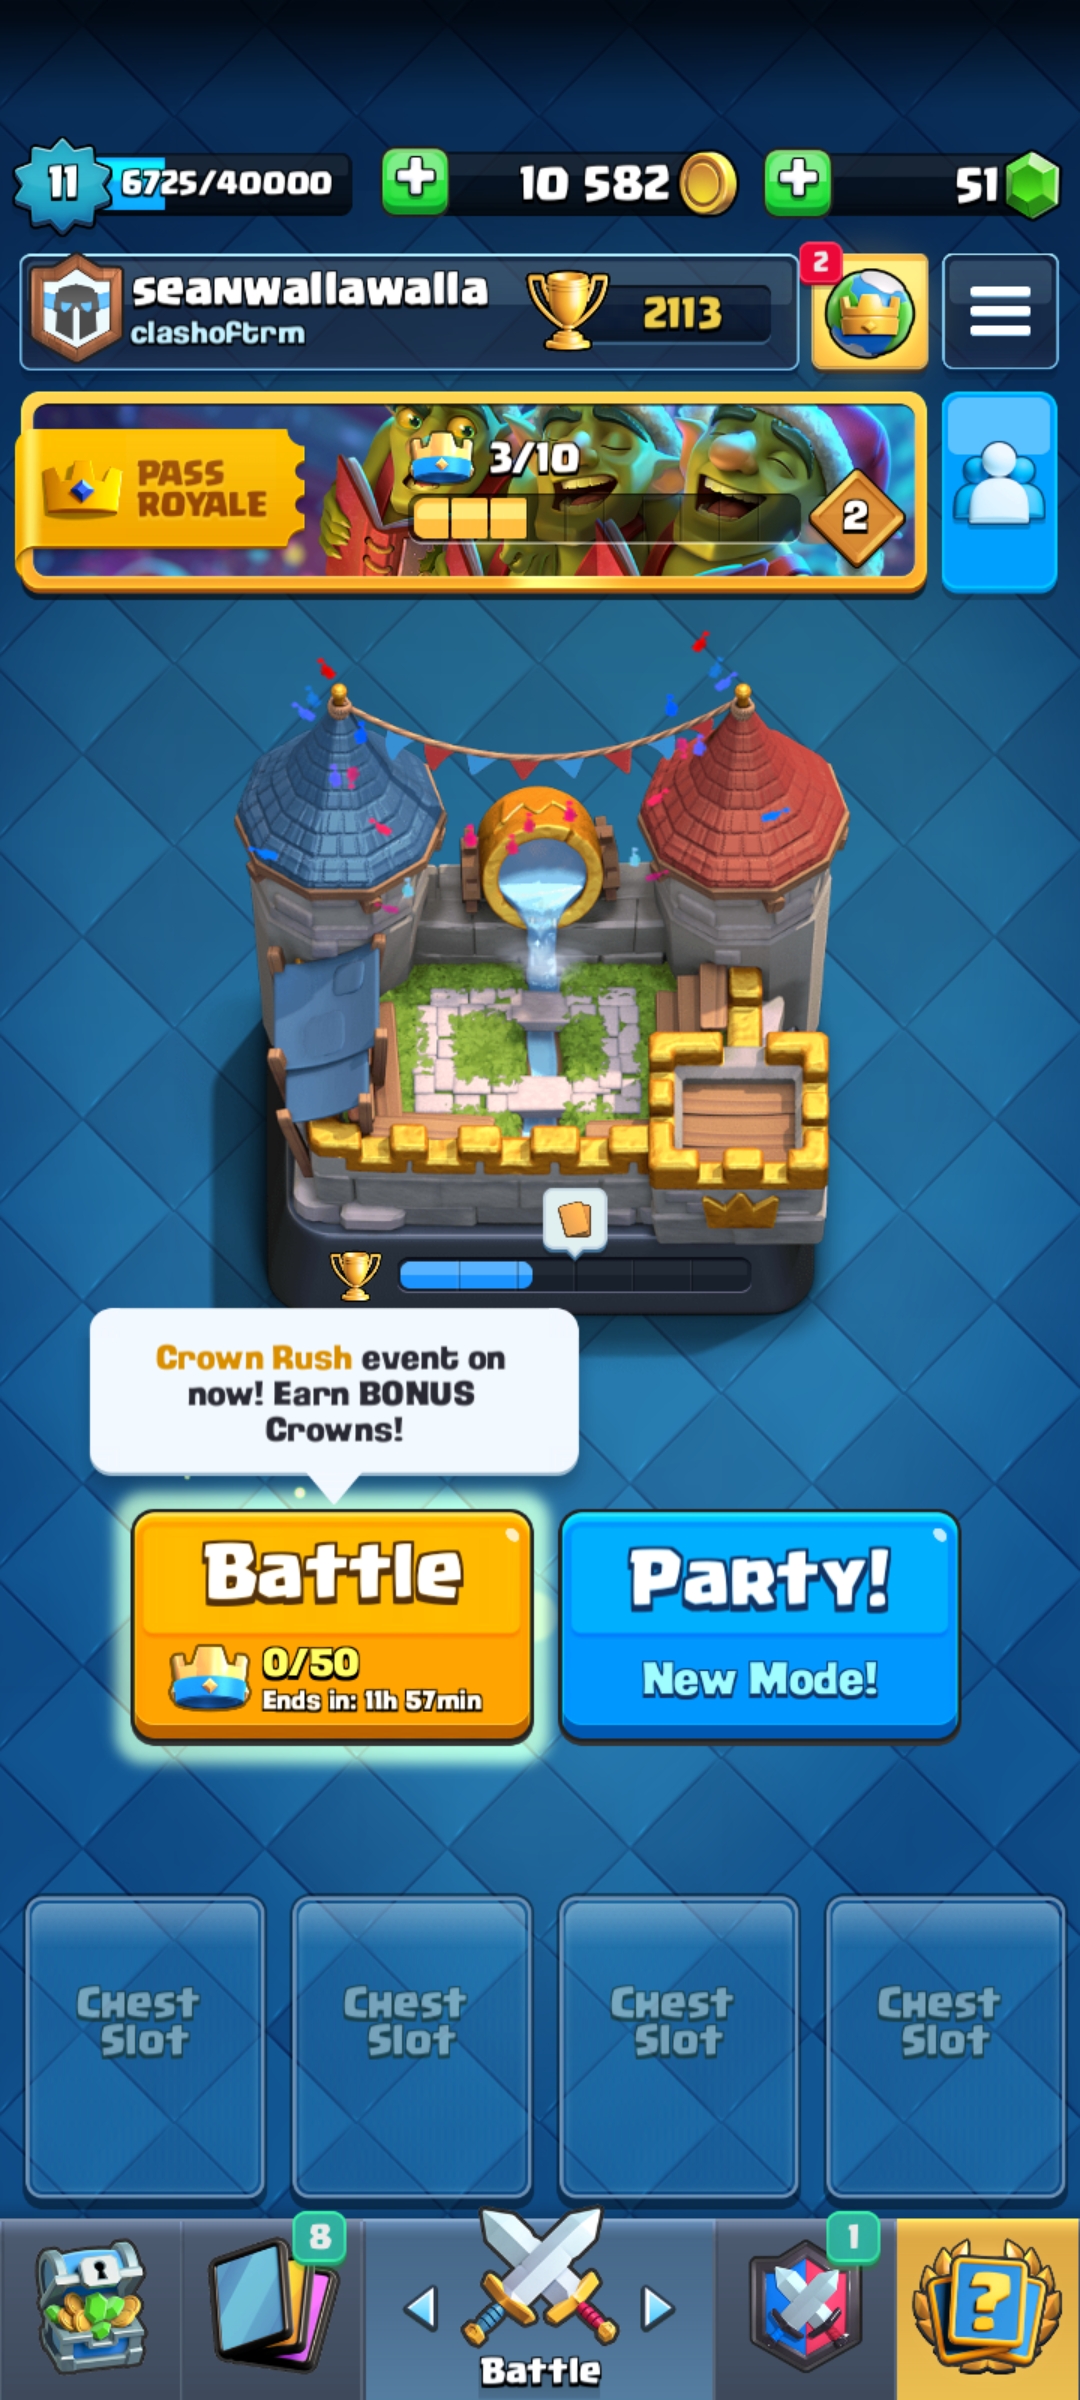 11
6725/40000
10 582
51
seanwallawalla
clashoftrm
2113
2
PASS
ROYALE
3/10
2
Crown Rush event on
now! Earn BONUS
Crowns!
Battle
0/50
Ends in: 11h 57min
Party!
New Mode!
Chest
Slot
Chest
Slot
Chest
Slot
Chest
Slot
8
Battle
1
?